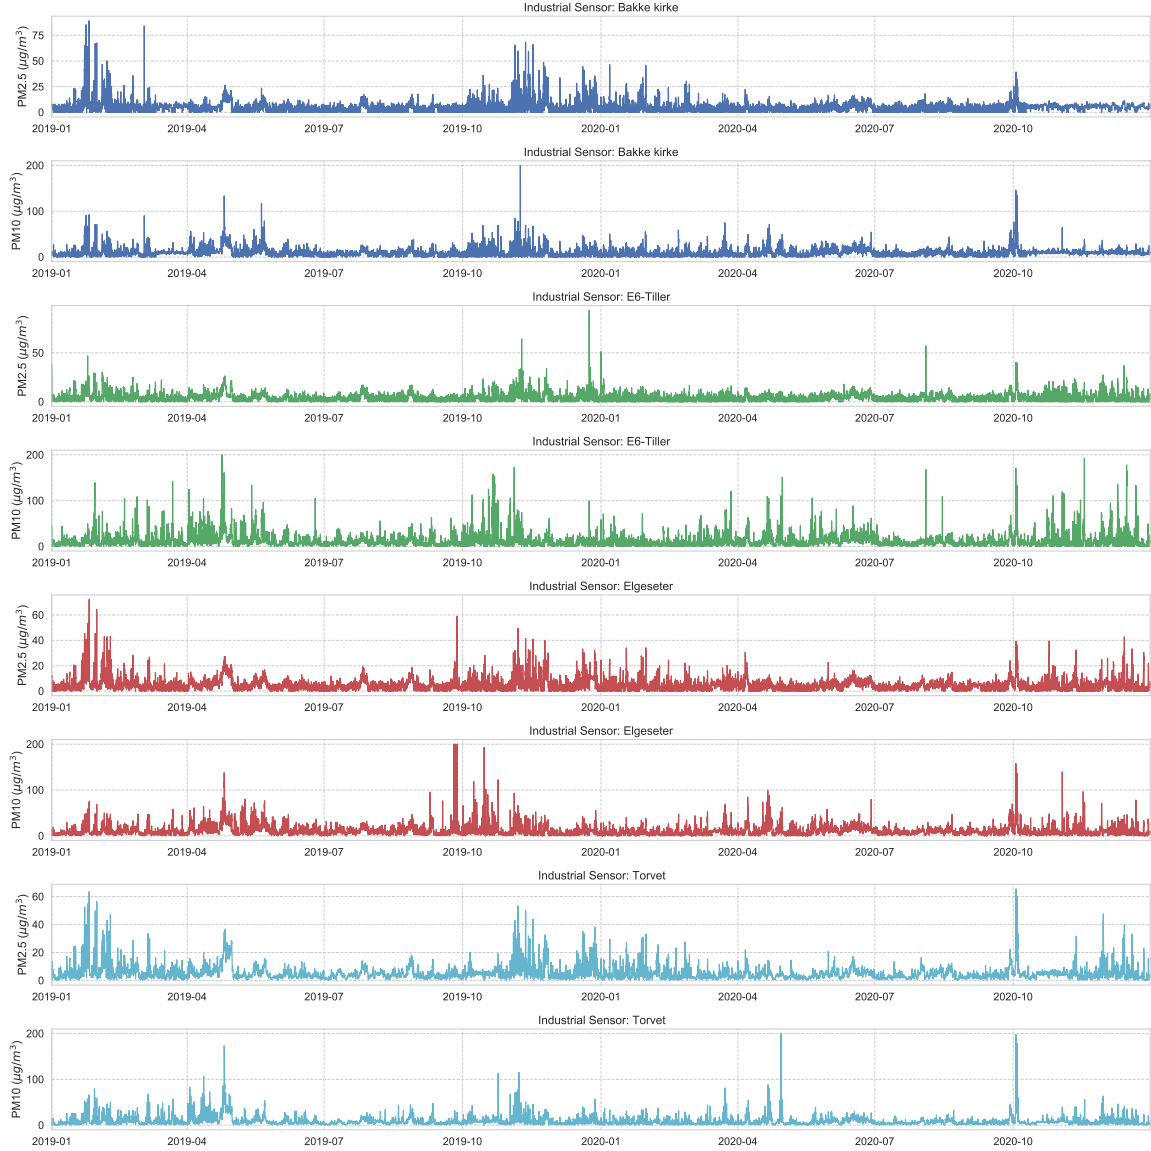 Industrial Sensor: Bakke kirke
PM2.5 (μg/m³)
75
50
25
0
2019-01 2019-04 2019-07 2019-10 2020-01 2020-04 2020-07 2020-10
Industrial Sensor: Bakke kirke
PM10 (μg/m³)
200
100
0
2019-01 2019-04 2019-07 2019-10 2020-01 2020-04 2020-07 2020-10
Industrial Sensor: E6-Tiller
PM2.5 (μg/m³)
50
0
2019-01 2019-04 2019-07 2019-10 2020-01 2020-04 2020-07 2020-10
Industrial Sensor: E6-Tiller
PM10 (μg/m³)
200
100
0
2019-01 2019-04 2019-07 2019-10 2020-01 2020-04 2020-07 2020-10
Industrial Sensor: Elgeseter
PM2.5 (μg/m³)
60
40
20
0
2019-01 2019-04 2019-07 2019-10 2020-01 2020-04 2020-07 2020-10
Industrial Sensor: Elgeseter
PM10 (μg/m³)
200
100
0
2019-01 2019-04 2019-07 2019-10 2020-01 2020-04 2020-07 2020-10
Industrial Sensor: Torvet
PM2.5 (μg/m³)
60
40
20
0
2019-01 2019-04 2019-07 2019-10 2020-01 2020-04 2020-07 2020-10
Industrial Sensor: Torvet
PM10 (μg/m³)
200
100
0
2019-01 2019-04 2019-07 2019-10 2020-01 2020-04 2020-07 2020-10